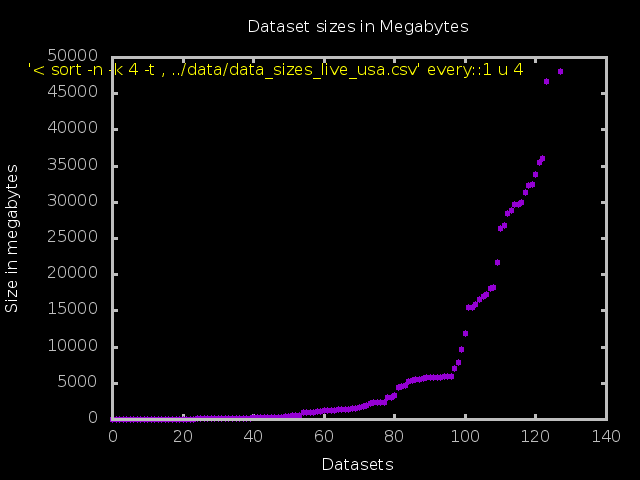 Dataset sizes in Megabytes
50000
'< sort -n -k 4 -t , ../data/data_sizes_live_usa.csv' every::1 u 4
45000
40000
35000
30000
25000
20000
15000
10000
5000
0
Size in megabytes
0 20 40 60 80 100 120 140
Datasets